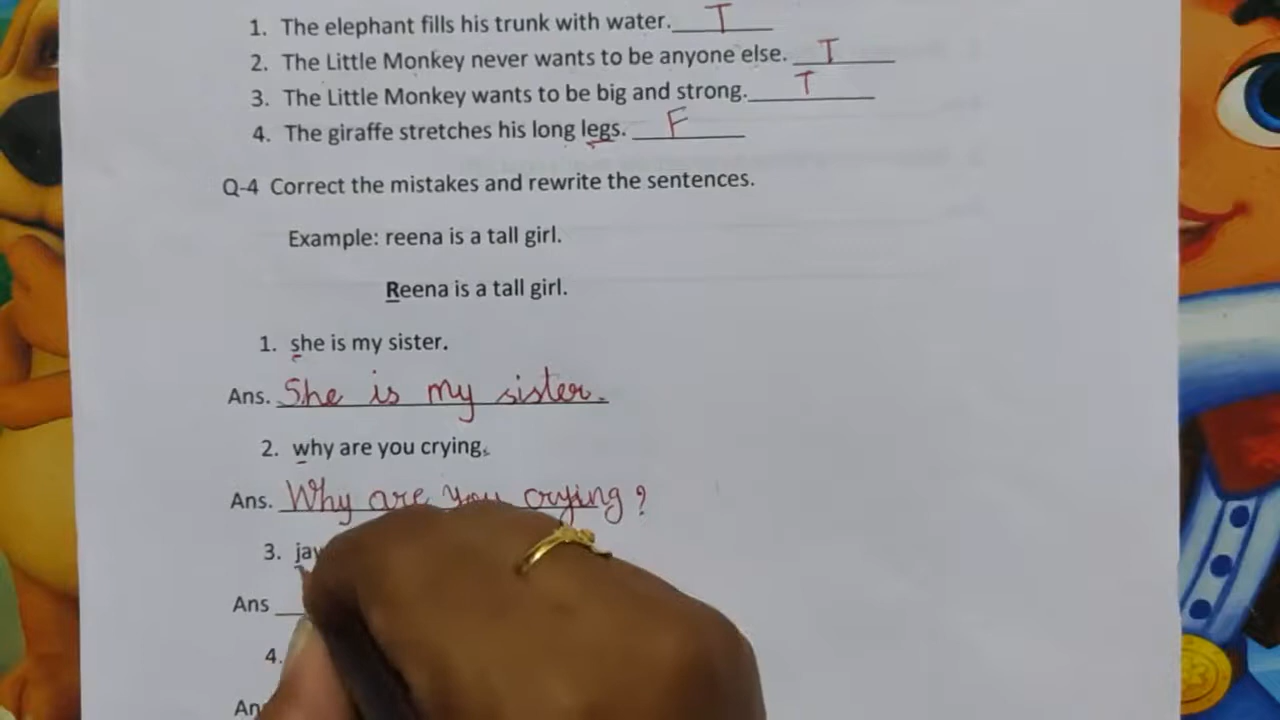 1. The elephant fills his trunk with water. T
2. The Little Monkey never wants to be anyone else. T
3. The Little Monkey wants to be big and strong. T
4. The giraffe stretches his long legs. F
Q-4 Correct the mistakes and rewrite the sentences.
Example: reena is a tall girl.
Reena is a tall girl.
1. she is my sister.
Ans. She is my sister.
2. why are you crying.
Ans. Why are you crying?
3.
Ans
4.